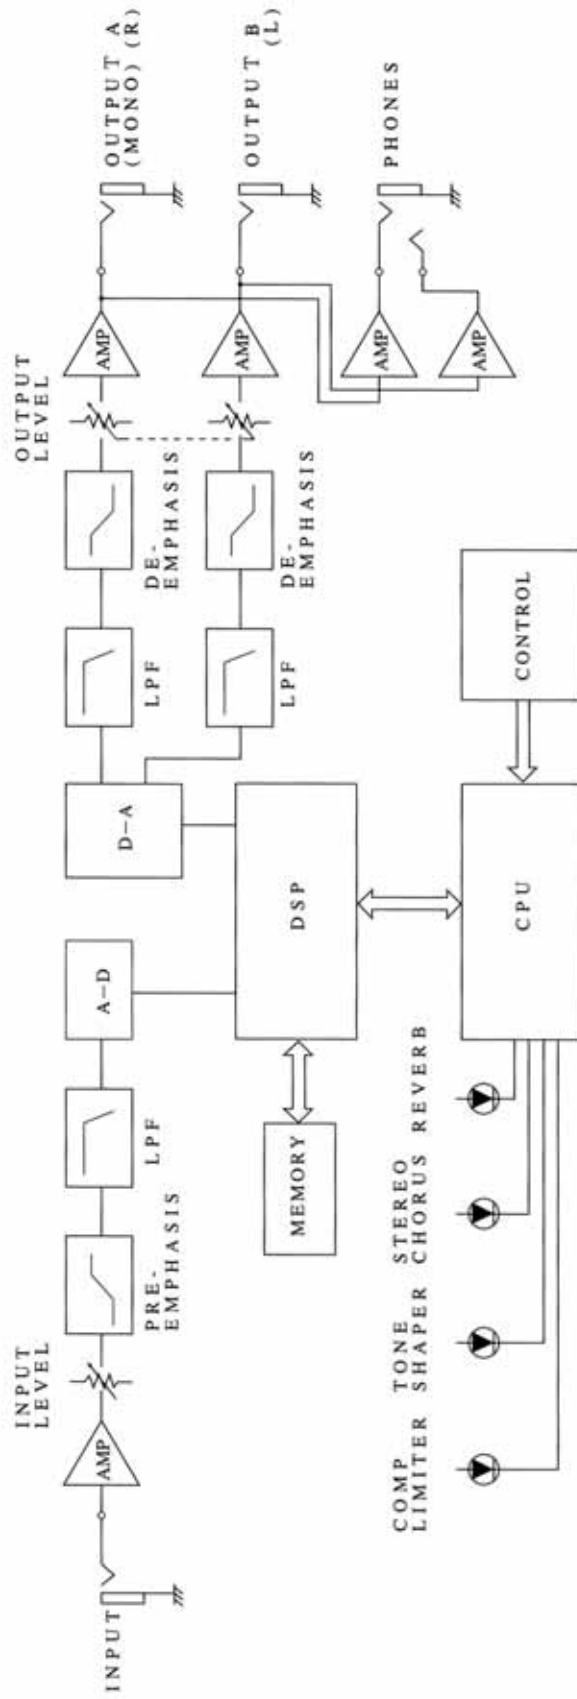 INPUT
AMP
INPUT
LEVEL
PRE-
EMPHASIS
LPF
A-D
D-A
LPF
DE-
EMPHASIS
OUTPUT
LEVEL
AMP
OUTPUT A
(MONO) (R)
LPF
DE-
EMPHASIS
AMP
OUTPUT B
(L)
AMP
PHONES
AMP
MEMORY
DSP
COMP
LIMITER
TONE
SHAPER
STEREO
CHORUS
REVERB
CPU
CONTROL